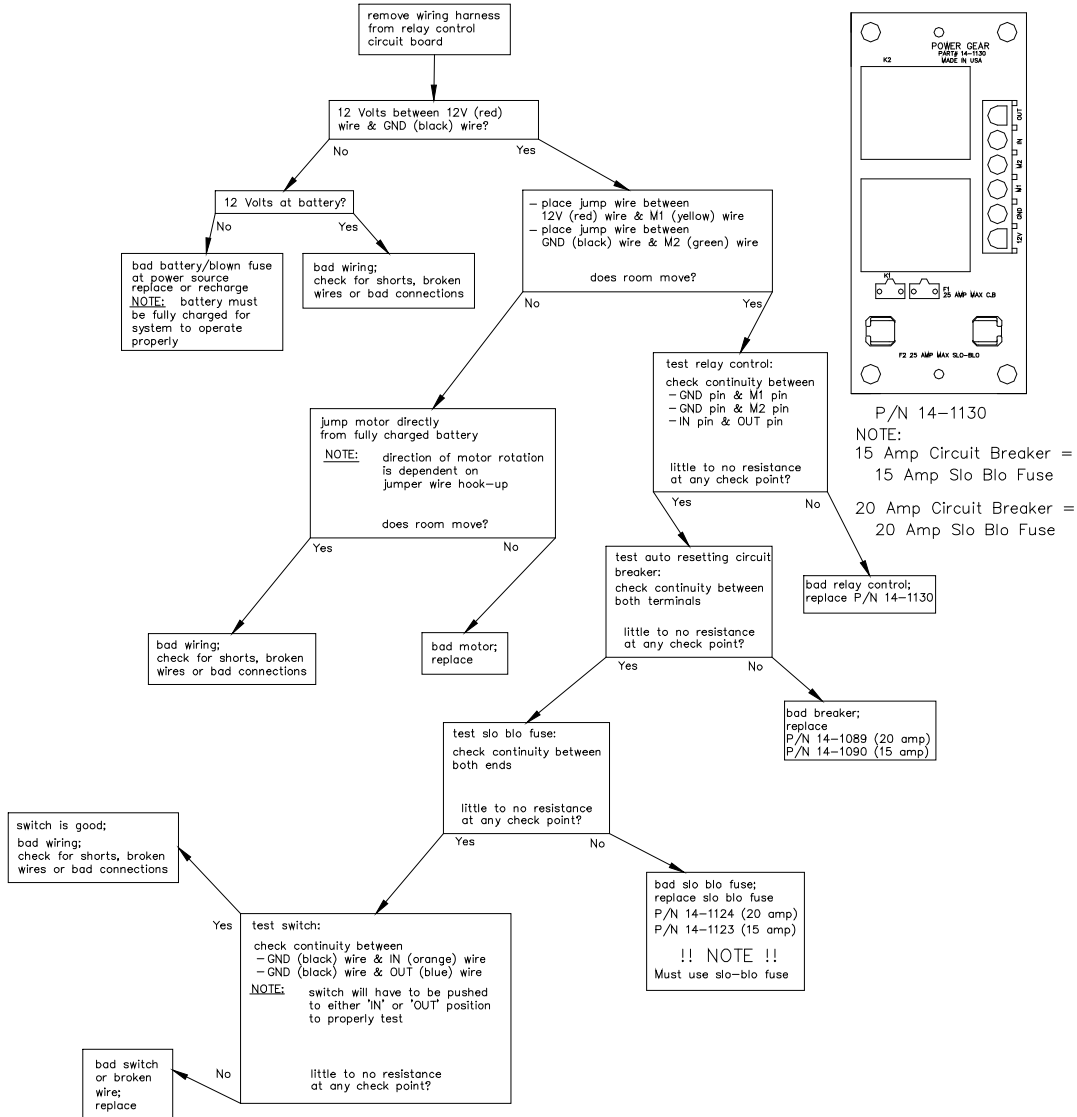 remove wiring harness
from relay control
circuit board
12 Volts between 12V (red)
wire & GND (black) wire?
No
Yes
12 Volts at battery?
No
Yes
bad battery/blown fuse
at power source
replace or recharge
NOTE: battery must
be fully charged for
system to operate
properly
bad wiring;
check for shorts, broken
wires or bad connections
– place jump wire between
12V (red) wire & M1 (yellow) wire
– place jump wire between
GND (black) wire & M2 (green) wire
does room move?
No
Yes
jump motor directly
from fully charged battery
NOTE: direction of motor rotation
is dependent on
jumper wire hook–up
does room move?
Yes
No
bad wiring;
check for shorts, broken
wires or bad connections
bad motor;
replace
test relay control:
check continuity between
– GND pin & M1 pin
– GND pin & M2 pin
– IN pin & OUT pin
little to no resistance
at any check point?
Yes
No
bad relay control;
replace P/N 14–1130
test auto resetting circuit
breaker:
check continuity between
both terminals
little to no resistance
at any check point?
Yes
No
bad breaker;
replace
P/N 14–1089 (20 amp)
P/N 14–1090 (15 amp)
test slo blo fuse:
check continuity between
both ends
little to no resistance
at any check point?
Yes
No
bad slo blo fuse;
replace slo blo fuse
P/N 14–1124 (20 amp)
P/N 14–1123 (15 amp)
!! NOTE !!
Must use slo–blo fuse
test switch:
check continuity between
– GND (black) wire & IN (orange) wire
– GND (black) wire & OUT (blue) wire
NOTE: switch will have to be pushed
to either 'IN' or 'OUT' position
to properly test
little to no resistance
at any check point?
Yes
No
switch is good;
bad wiring;
check for shorts, broken
wires or bad connections
bad switch
or broken
wire;
replace
POWER GEAR
PART# 14-1130
MADE IN USA
K2
OUT
IN
M2
M1
GND
12V
K1
F1
25 AMP MAX C.B
F2 25 AMP MAX SLO-BLO
P/N 14–1130
NOTE:
15 Amp Circuit Breaker =
15 Amp Slo Blo Fuse
20 Amp Circuit Breaker =
20 Amp Slo Blo Fuse